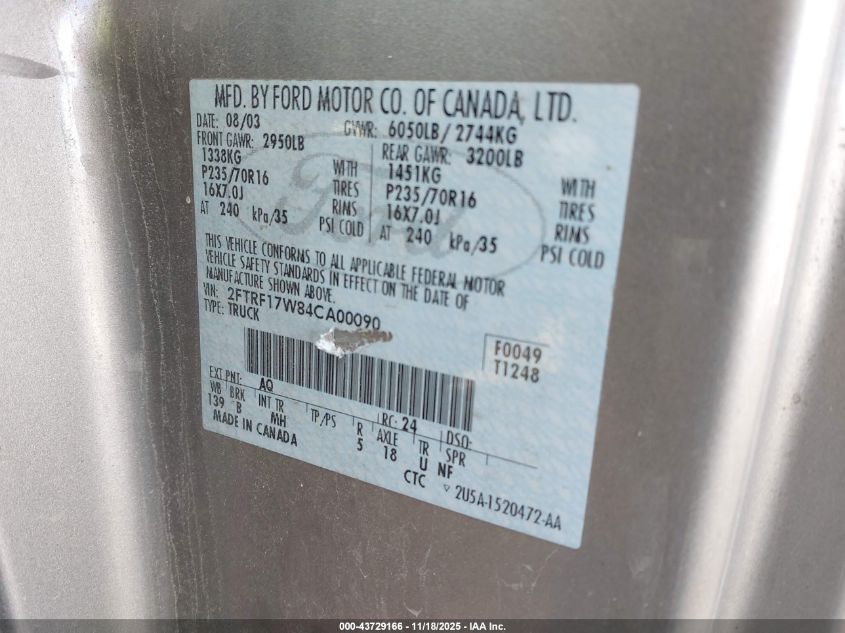 MFD. BY FORD MOTOR CO. OF CANADA, LTD.
DATE: 08/03 GVWR: 6050LB / 2744KG
FRONT GAWR: 2950LB REAR GAWR: 3200LB
1338KG WITH 1451KG WITH
P235/70R16 TIRES P235/70R16 TIRES
16X7.0J RIMS 16X7.0J RIMS
AT 240 kPa/35 PSI COLD AT 240 kPa/35 PSI COLD
THIS VEHICLE CONFORMS TO ALL APPLICABLE FEDERAL MOTOR
VEHICLE SAFETY STANDARDS IN EFFECT ON THE DATE OF
MANUFACTURE SHOWN ABOVE.
VIN: 2FTRF17W84CA00090
TYPE: TRUCK
F0049
T1248
EXT PNT: AQ RC: 24 DSO:
WB BRK INT TR TP/PS R AXLE TR SPR
139 B MH 5 18 U NF
MADE IN CANADA CTC ▽ 2U5A-1520472-AA
Ford
000-43729166 - 11/18/2025 - IAA Inc.